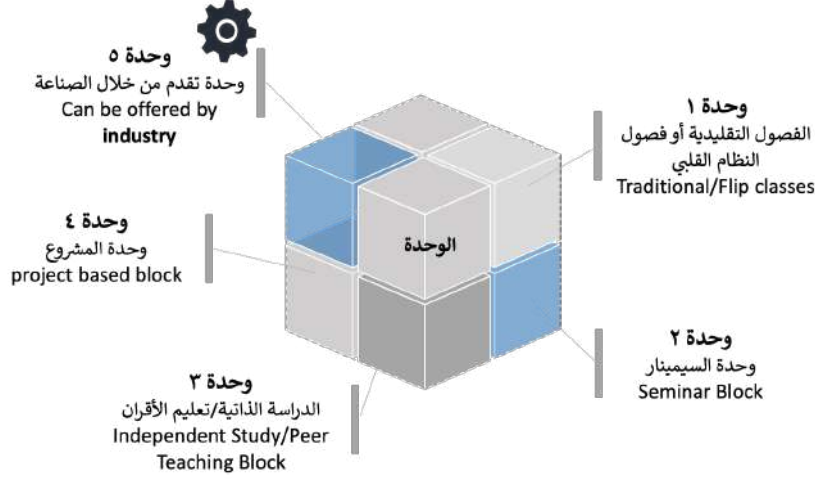 وحدة ١
الفصول التقليدية أو فصول
النظام القلبي
Traditional/Flip classes
وحدة ٢
وحدة السيمينار
Seminar Block
وحدة ٣
الدراسة الذاتية/تعليم الأقران
Independent Study/Peer
Teaching Block
وحدة ٤
وحدة المشروع
project based block
وحدة ٥
وحدة تقدم من خلال الصناعة
Can be offered by
industry
الوحدة